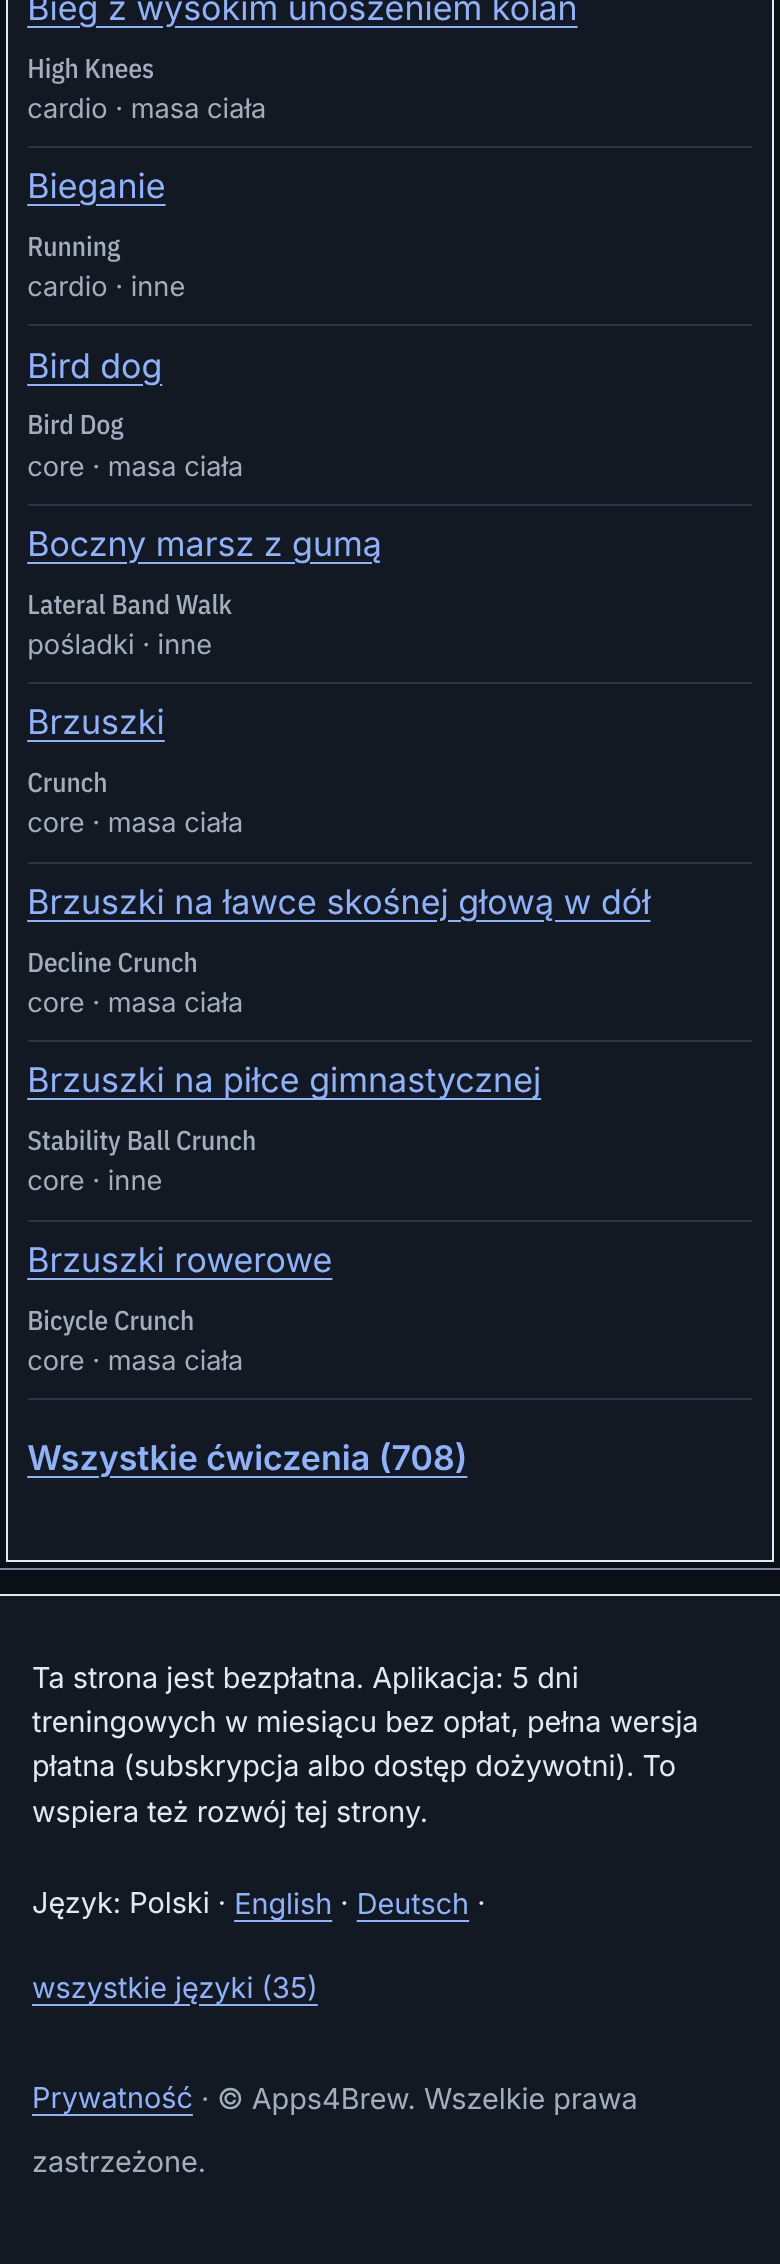 Bieg z wysokim unoszeniem kolan
High Knees
cardio · masa ciała
Bieganie
Running
cardio · inne
Bird dog
Bird Dog
core · masa ciała
Boczny marsz z gumą
Lateral Band Walk
pośladki · inne
Brzuszki
Crunch
core · masa ciała
Brzuszki na ławce skośnej głową w dół
Decline Crunch
core · masa ciała
Brzuszki na piłce gimnastycznej
Stability Ball Crunch
core · inne
Brzuszki rowerowe
Bicycle Crunch
core · masa ciała
Wszystkie ćwiczenia (708)
Ta strona jest bezpłatna. Aplikacja: 5 dni
treningowych w miesiącu bez opłat, pełna wersja
płatna (subskrypcja albo dostęp dożywotni). To
wspiera też rozwój tej strony.
Język: Polski · English · Deutsch ·
wszystkie języki (35)
Prywatność · © Apps4Brew. Wszelkie prawa
zastrzeżone.